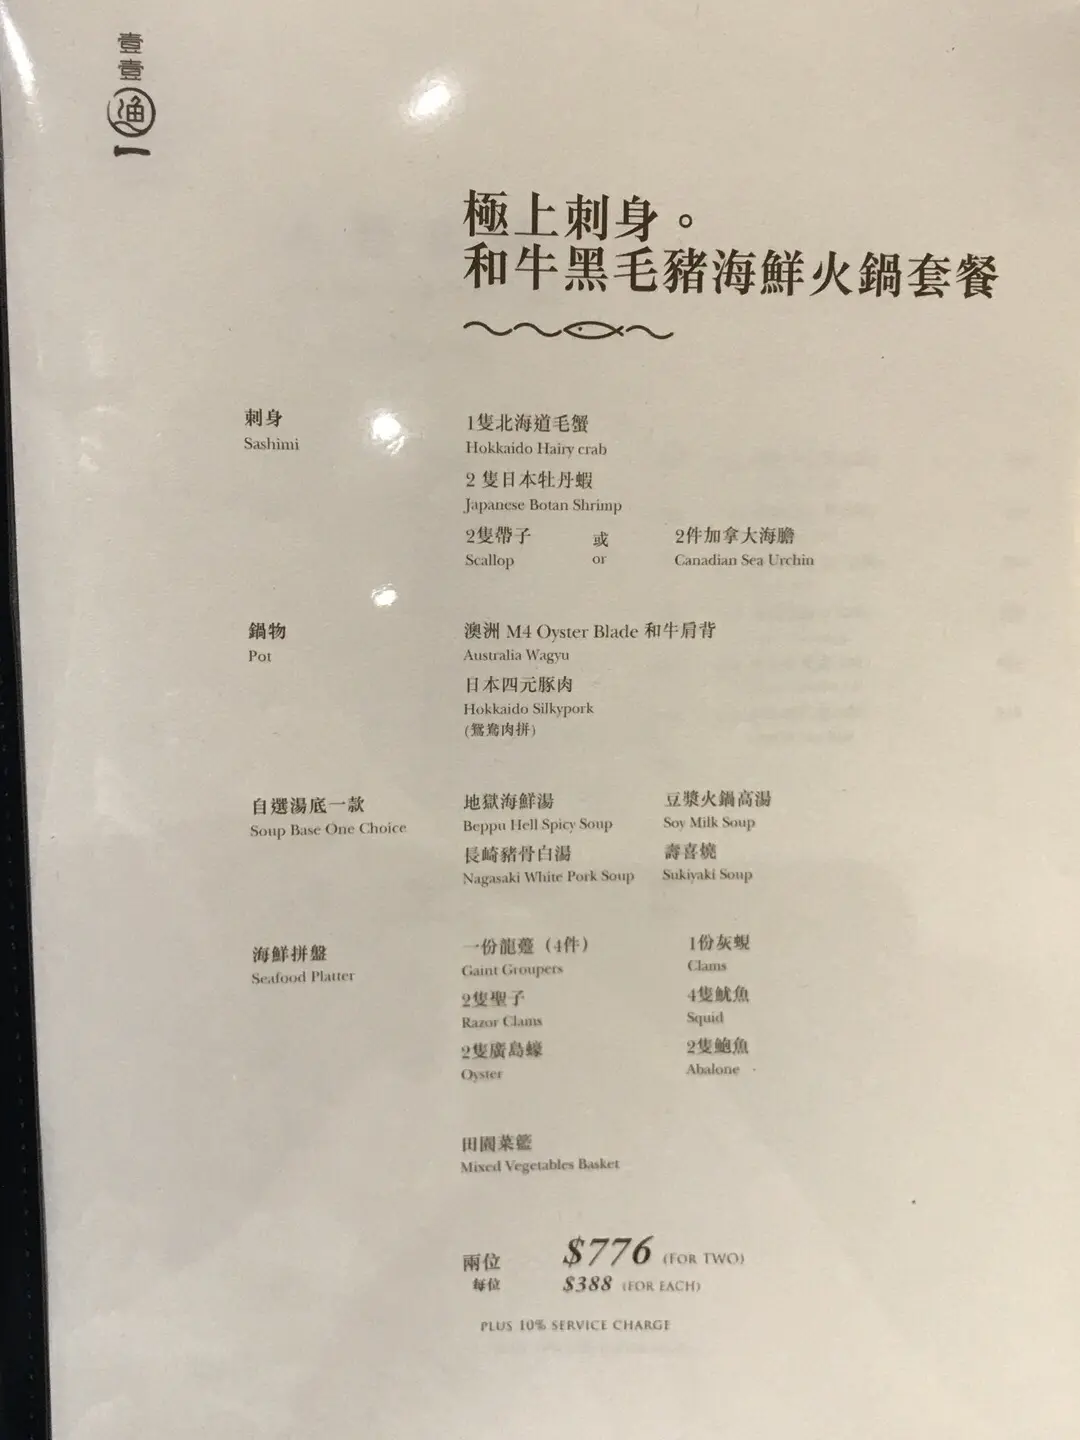 壹
壹
漁
一
極上刺身。
和牛黑毛豬海鮮火鍋套餐
刺身
Sashimi
1隻北海道毛蟹
Hokkaido Hairy crab
2 隻日本牡丹蝦
Japanese Botan Shrimp
2隻帶子 或 2件加拿大海膽
Scallop or Canadian Sea Urchin
鍋物
Pot
澳洲 M4 Oyster Blade 和牛肩背
Australia Wagyu
日本四元豚肉
Hokkaido Silkypork
(鴛鴦肉拼)
自選湯底一款
Soup Base One Choice
地獄海鮮湯 豆漿火鍋高湯
Beppu Hell Spicy Soup Soy Milk Soup
長崎豬骨白湯 壽喜燒
Nagasaki White Pork Soup Sukiyaki Soup
海鮮拼盤
Seafood Platter
一份龍躉（4件） 1份灰蜆
Gaint Groupers Clams
2隻聖子 4隻魷魚
Razor Clams Squid
2隻廣島蠔 2隻鮑魚
Oyster Abalone
田園菜籃
Mixed Vegetables Basket
兩位 $776 (FOR TWO)
每位 $388 (FOR EACH)
PLUS 10% SERVICE CHARGE